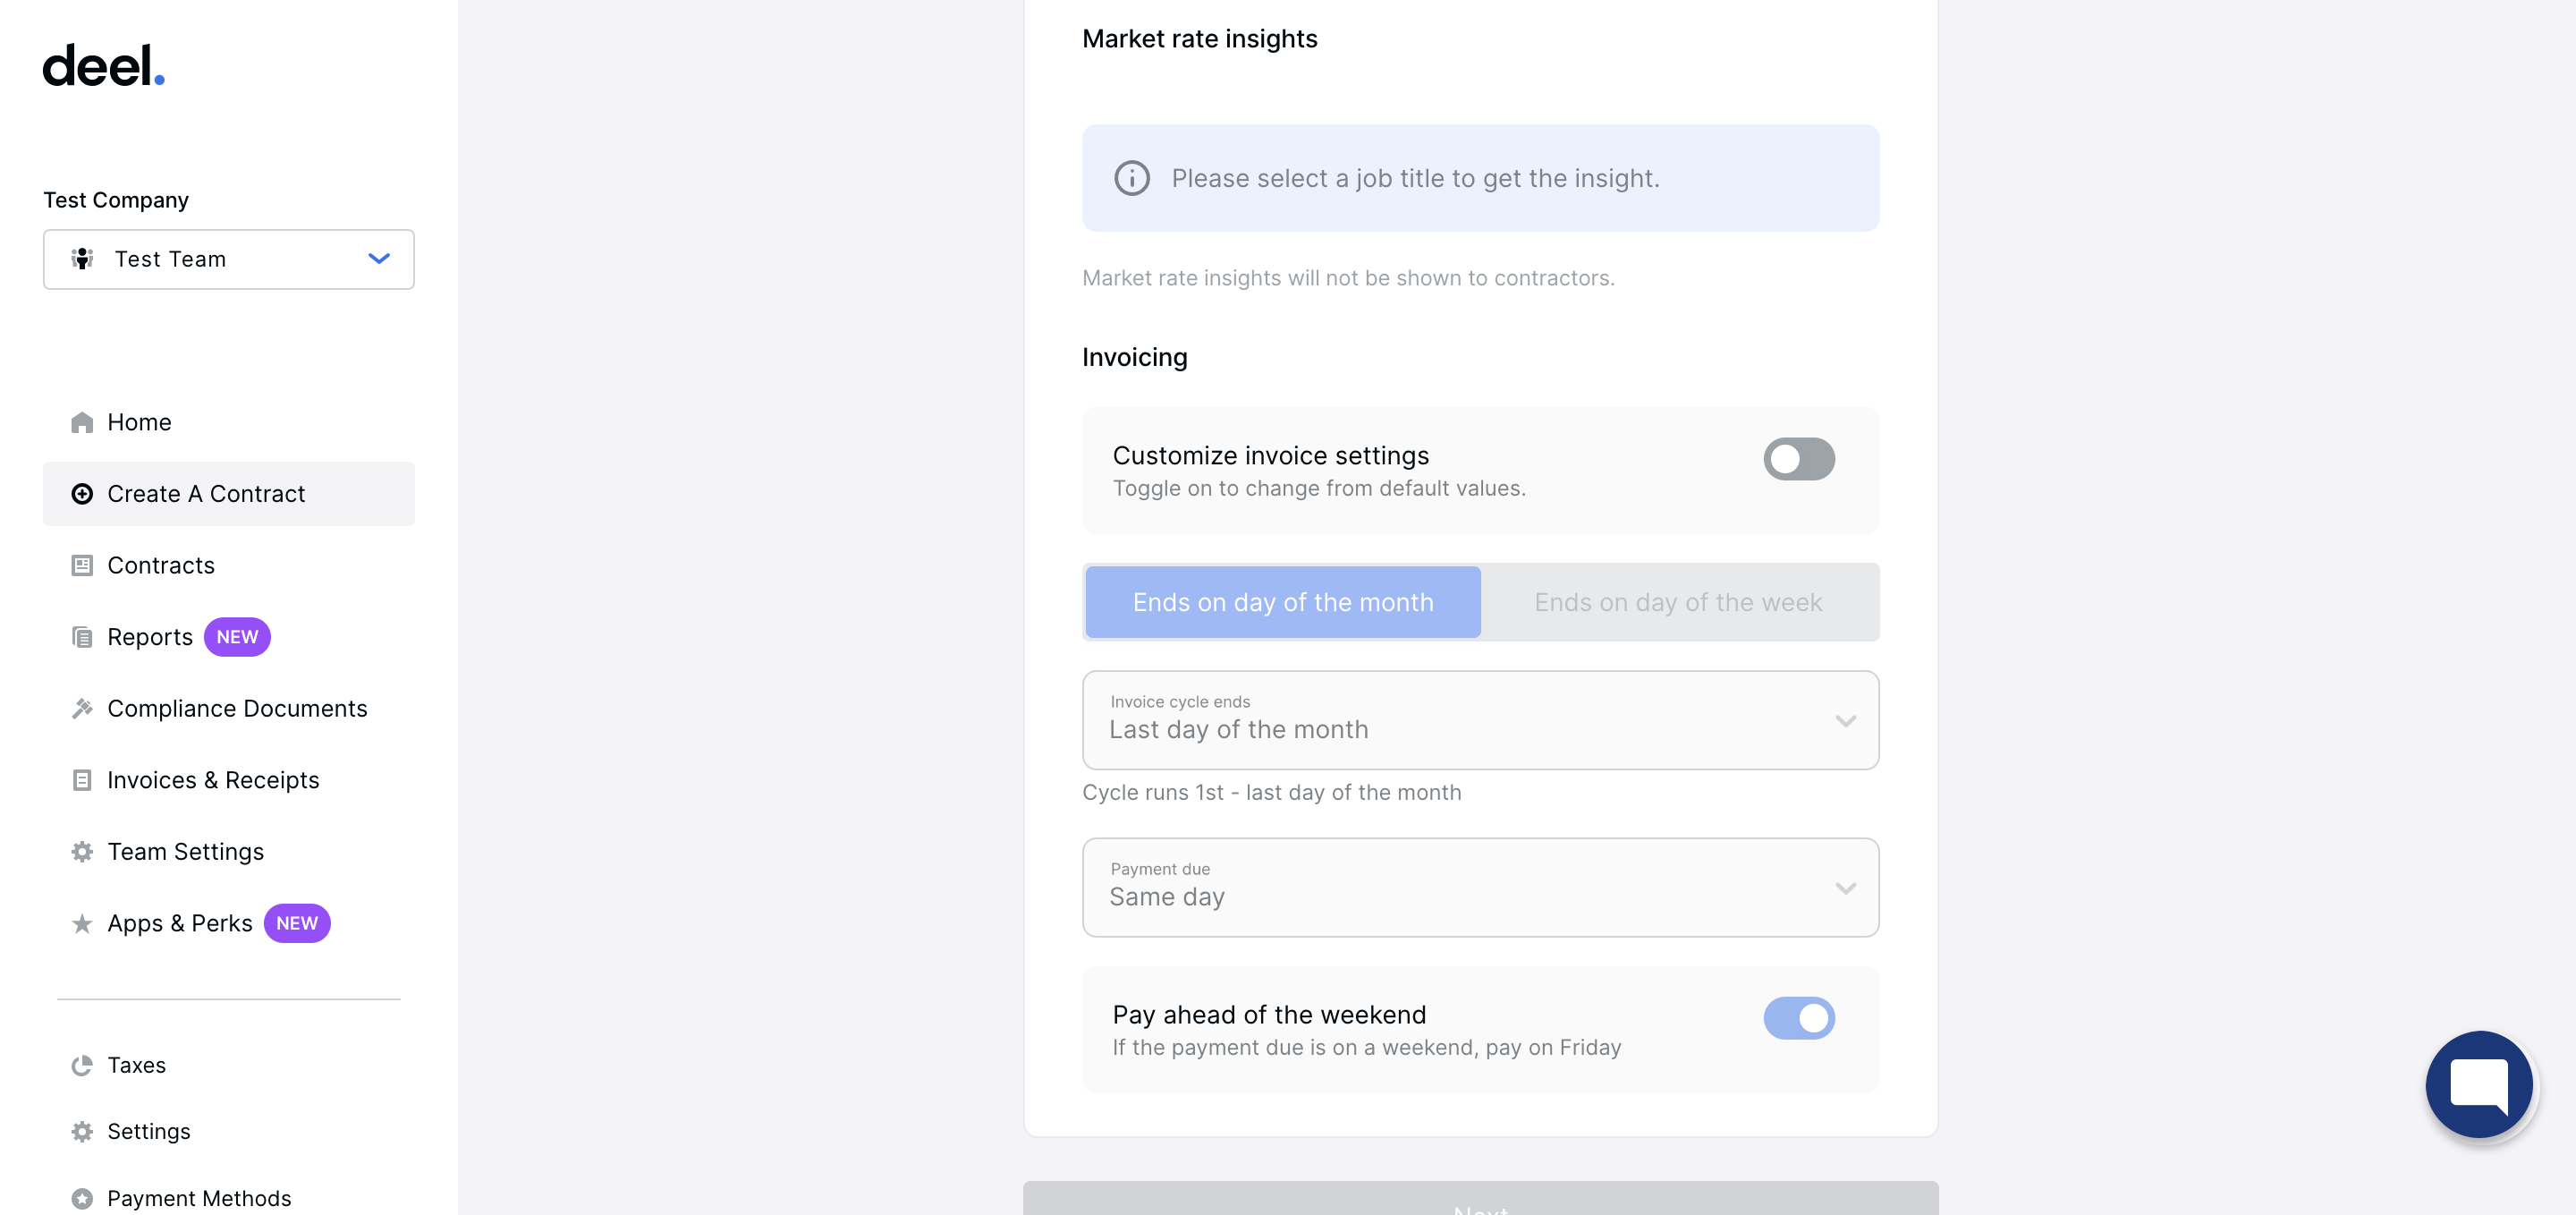 deel.
Test Company
Test Team
Home
Create A Contract
Contracts
Reports NEW
Compliance Documents
Invoices & Receipts
Team Settings
Apps & Perks NEW
Taxes
Settings
Payment Methods
Market rate insights
Please select a job title to get the insight.
Market rate insights will not be shown to contractors.
Invoicing
Customize invoice settings
Toggle on to change from default values.
Ends on day of the month
Ends on day of the week
Invoice cycle ends
Last day of the month
Cycle runs 1st - last day of the month
Payment due
Same day
Pay ahead of the weekend
If the payment due is on a weekend, pay on Friday
Next